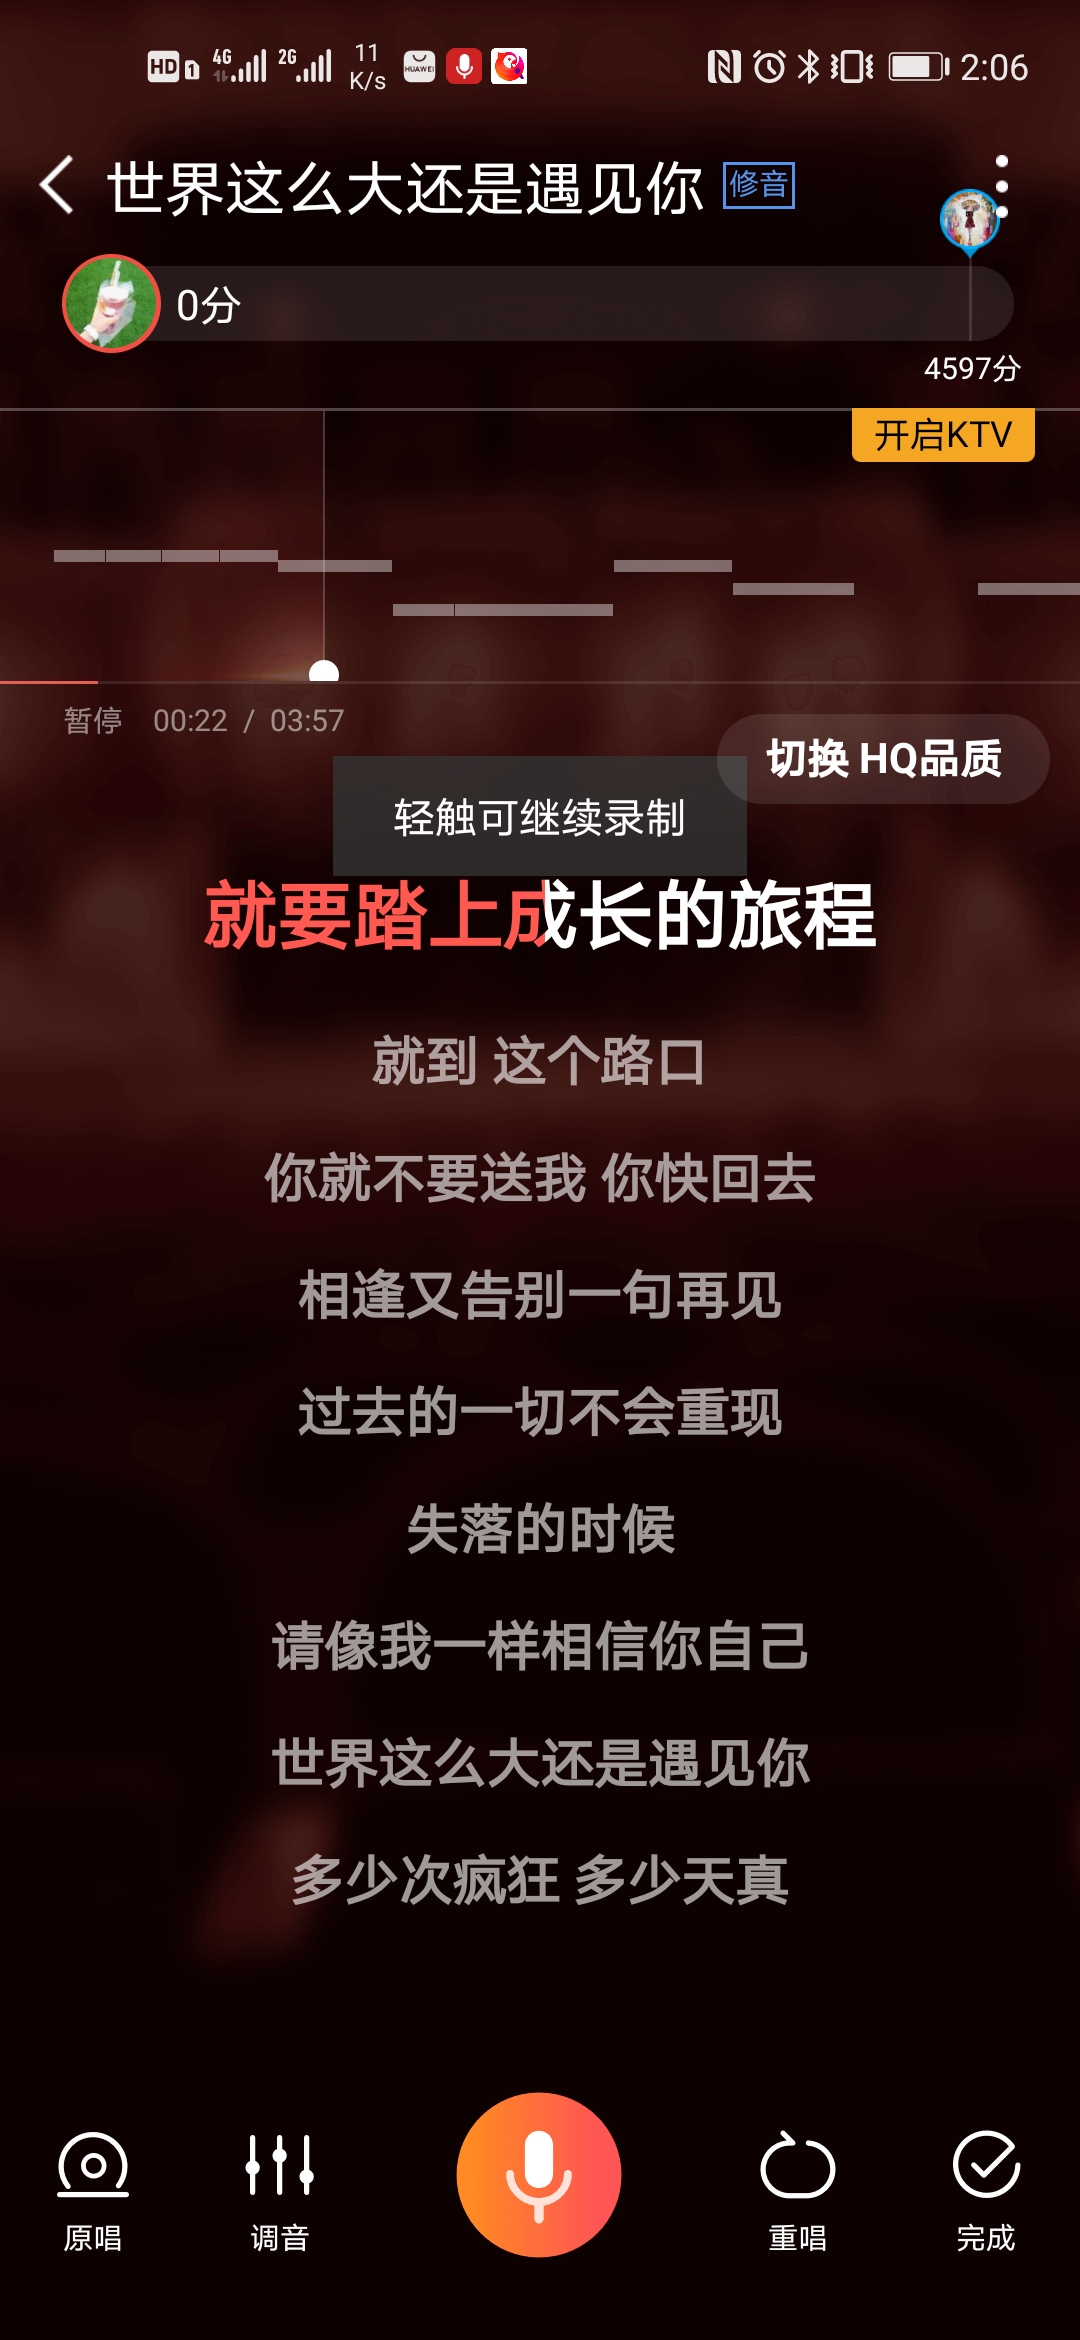 HD 1 4G 2G 11 K/s HUAWEI 2:06
世界这么大还是遇见你 修音
0分
4597分
开启KTV
暂停 00:22 / 03:57
切换 HQ品质
轻触可继续录制
就要踏上成长的旅程
就到 这个路口
你就不要送我 你快回去
相逢又告别一句再见
过去的一切不会重现
失落的时候
请像我一样相信你自己
世界这么大还是遇见你
多少次疯狂 多少天真
原唱 调音 重唱 完成